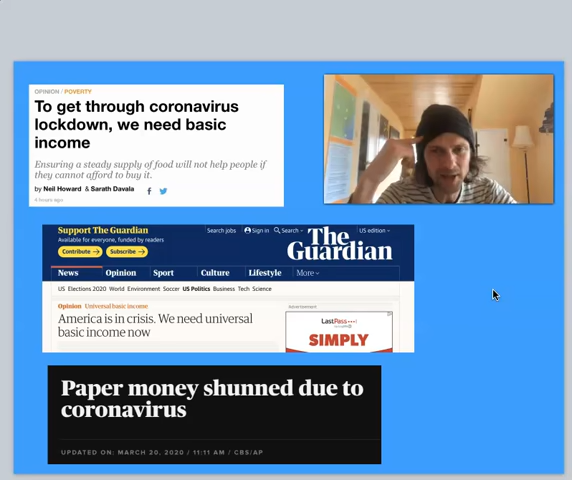 OPINION / POVERTY
To get through coronavirus
lockdown, we need basic
income
Ensuring a steady supply of food will not help people if
they cannot afford to buy it.
by Neil Howard & Sarath Davala
4 hours ago
Support The Guardian
Available for everyone, funded by readers
Contribute
Subscribe
Search jobs
Sign in
Search
US edition
The
Guardian
News
Opinion
Sport
Culture
Lifestyle
More
US Elections 2020 World Environment Soccer US Politics Business Tech Science
Opinion Universal basic income
America is in crisis. We need universal
basic income now
Advertisement
LastPass
SIMPLY
Paper money shunned due to
coronavirus
UPDATED ON: MARCH 20, 2020 / 11:11 AM / CBS/AP